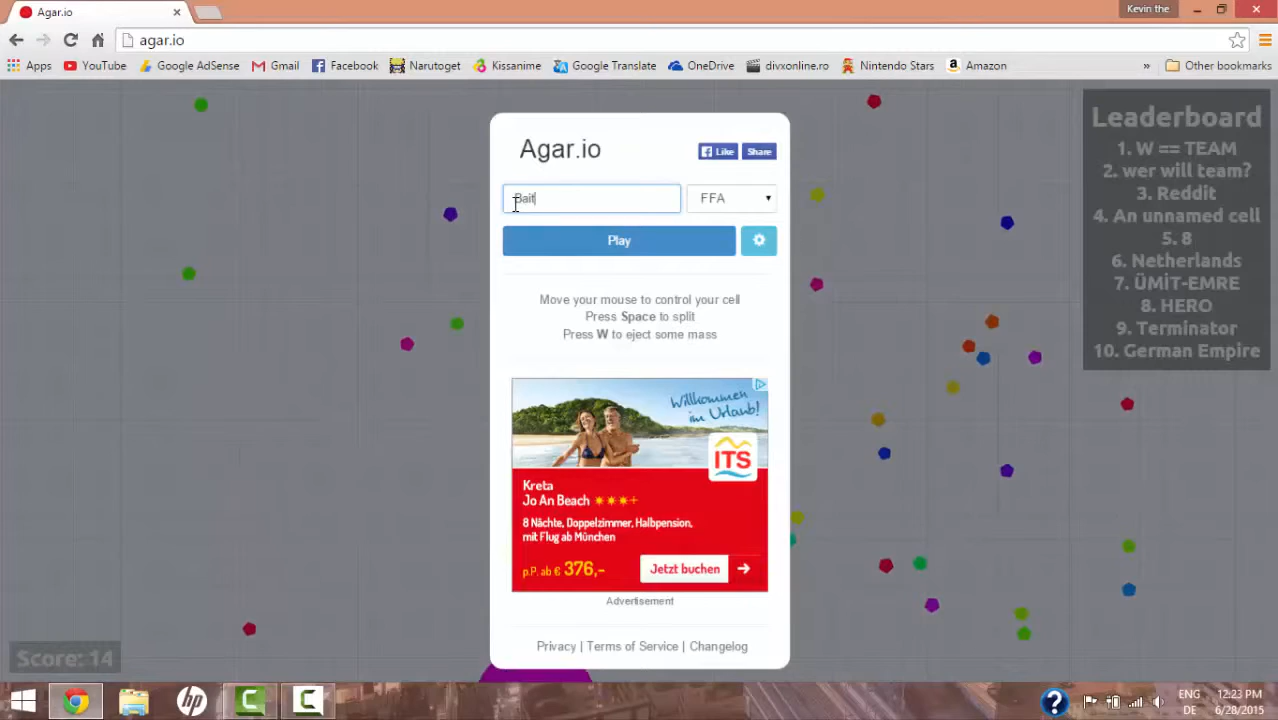 Agar.io
Kevin the
agar.io
Apps YouTube Google AdSense Gmail Facebook Narutoget Kissanime Google Translate OneDrive divxonline.ro Nintendo Stars Amazon » Other bookmarks
Agar.io
Like Share
Bait FFA
Play
Move your mouse to control your cell
Press Space to split
Press W to eject some mass
Willkommen
im Urlaub!
ITS
Kreta
Jo An Beach
8 Nächte, Doppelzimmer, Halbpension,
mit Flug ab München
p.P. ab € 376,-
Jetzt buchen
Advertisement
Privacy | Terms of Service | Changelog
Leaderboard
1. W == TEAM
2. wer will team?
3. Reddit
4. An unnamed cell
5. 8
6. Netherlands
7. ÜMİT-EMRE
8. HERO
9. Terminator
10. German Empire
Score: 14
hp
ENG
DE
12:23 PM
6/28/2015